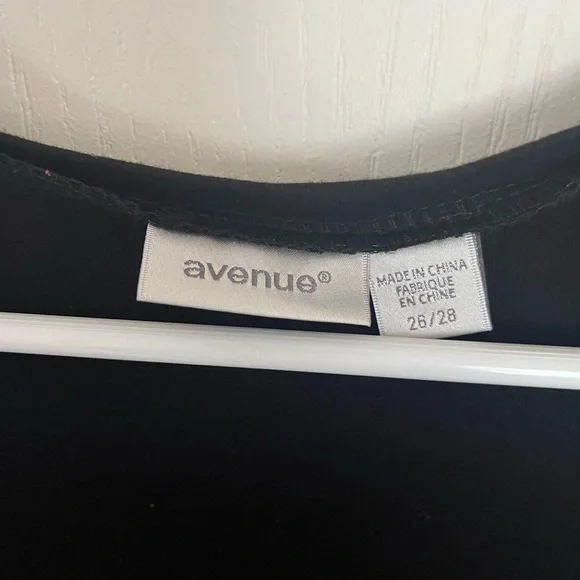 avenue®
MADE IN CHINA
FABRIQUE
EN CHINE
26/28